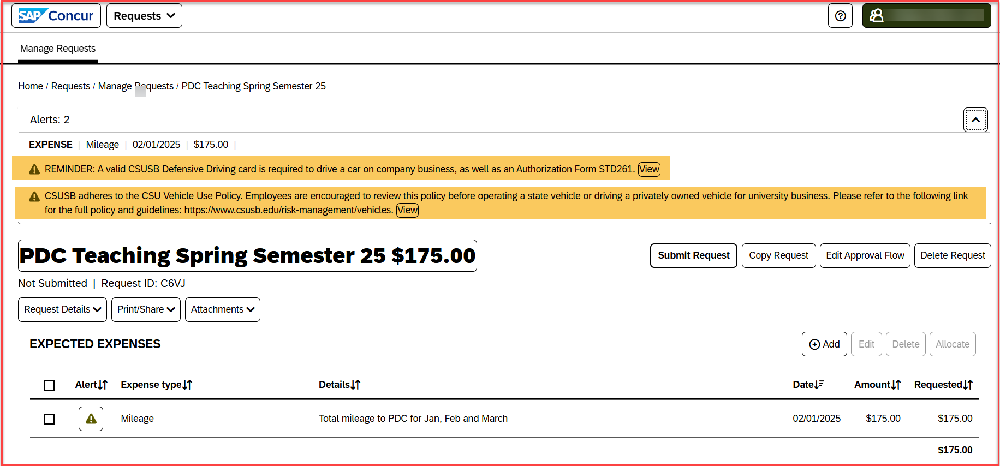 SAP Concur Requests
Manage Requests
Home / Requests / Manage Requests / PDC Teaching Spring Semester 25
Alerts: 2
EXPENSE | Mileage | 02/01/2025 | $175.00 |
REMINDER: A valid CSUSB Defensive Driving card is required to drive a car on company business, as well as an Authorization Form STD261. View
CSUSB adheres to the CSU Vehicle Use Policy. Employees are encouraged to review this policy before operating a state vehicle or driving a privately owned vehicle for university business. Please refer to the following link
for the full policy and guidelines: https://www.csusb.edu/risk-management/vehicles. View
PDC Teaching Spring Semester 25 $175.00
Submit Request Copy Request Edit Approval Flow Delete Request
Not Submitted | Request ID: C6VJ
Request Details Print/Share Attachments
EXPECTED EXPENSES
Add Edit Delete Allocate
Alert Expense type Details Date Amount Requested
Mileage Total mileage to PDC for Jan, Feb and March 02/01/2025 $175.00 $175.00
$175.00